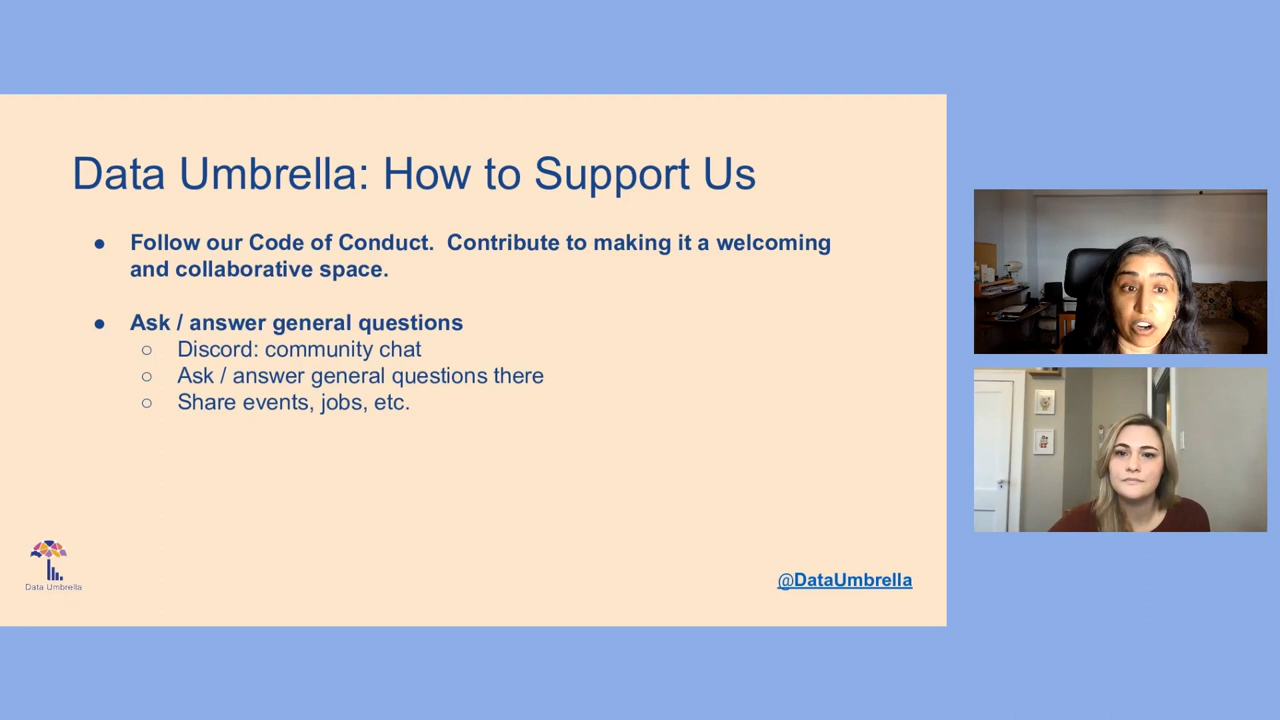 Data Umbrella: How to Support Us
● Follow our Code of Conduct.  Contribute to making it a welcoming
and collaborative space.
● Ask / answer general questions
○ Discord: community chat
○ Ask / answer general questions there
○ Share events, jobs, etc.
Data Umbrella
@DataUmbrella